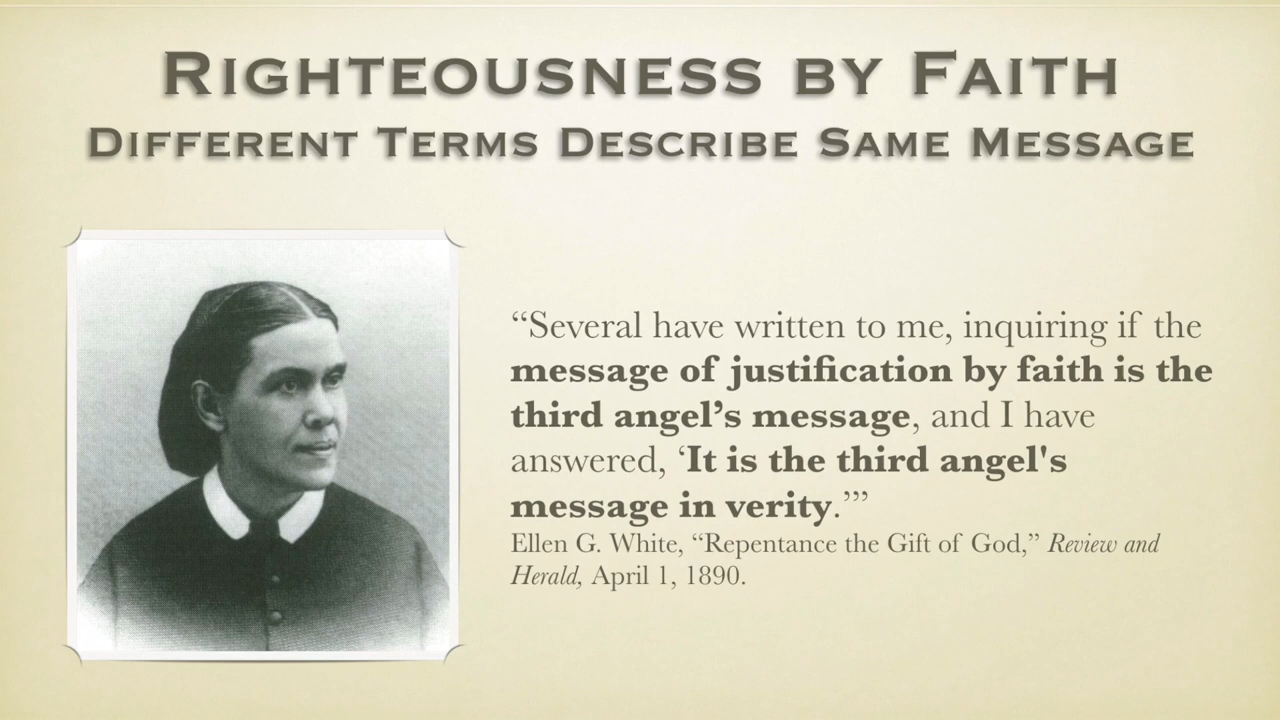 Righteousness by Faith
Different Terms Describe Same Message
“Several have written to me, inquiring if the
message of justification by faith is the
third angel’s message, and I have
answered, ‘It is the third angel's
message in verity.’”
Ellen G. White, “Repentance the Gift of God,” Review and
Herald, April 1, 1890.